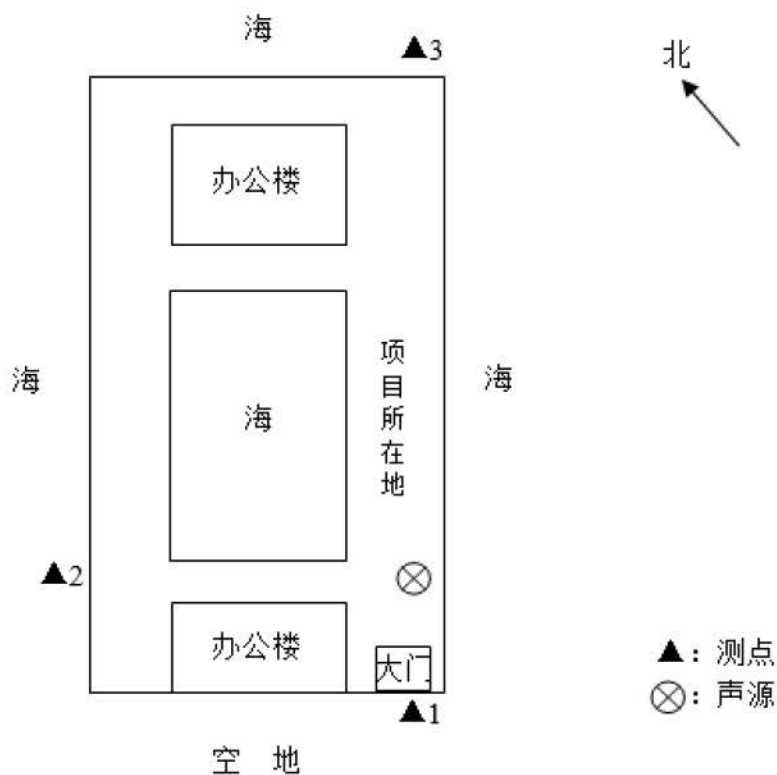 海
▲3
北
办公楼
项目所在地
海
海
海
▲2
办公楼
大门
▲1
空 地
▲：测点
⊗：声源